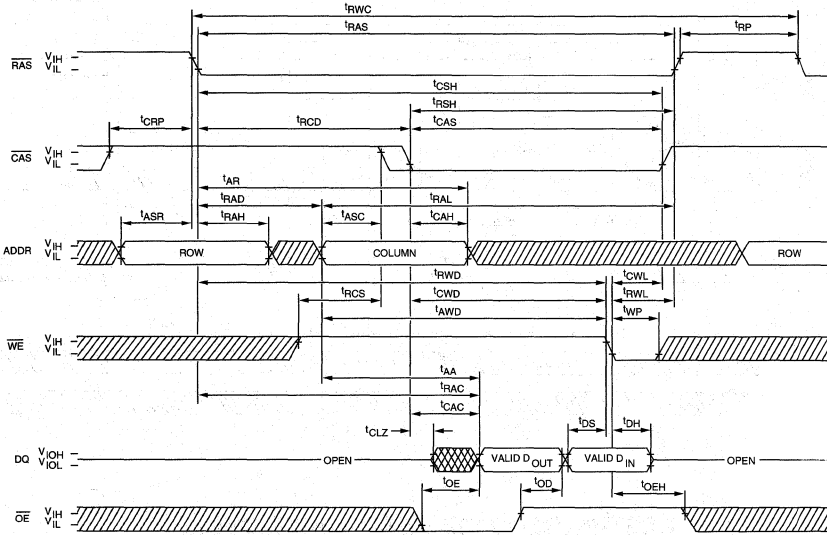 tRWC
tRAS
tRP
RAS VIH
VIL
tCSH
tRSH
tCRP
tRCD
tCAS
CAS VIH
VIL
tAR
tRAD
tRAL
tASR
tRAH
tASC
tCAH
ADDR VIH
VIL
ROW
COLUMN
ROW
tRWD
tCWL
tRCS
tCWD
tRWL
tAWD
tWP
WE VIH
VIL
tAA
tRAC
tCAC
tCLZ
tDS
tDH
DQ VIOH
VIOL
OPEN
VALID DOUT
VALID DIN
OPEN
tOE
tOD
tOEH
OE VIH
VIL